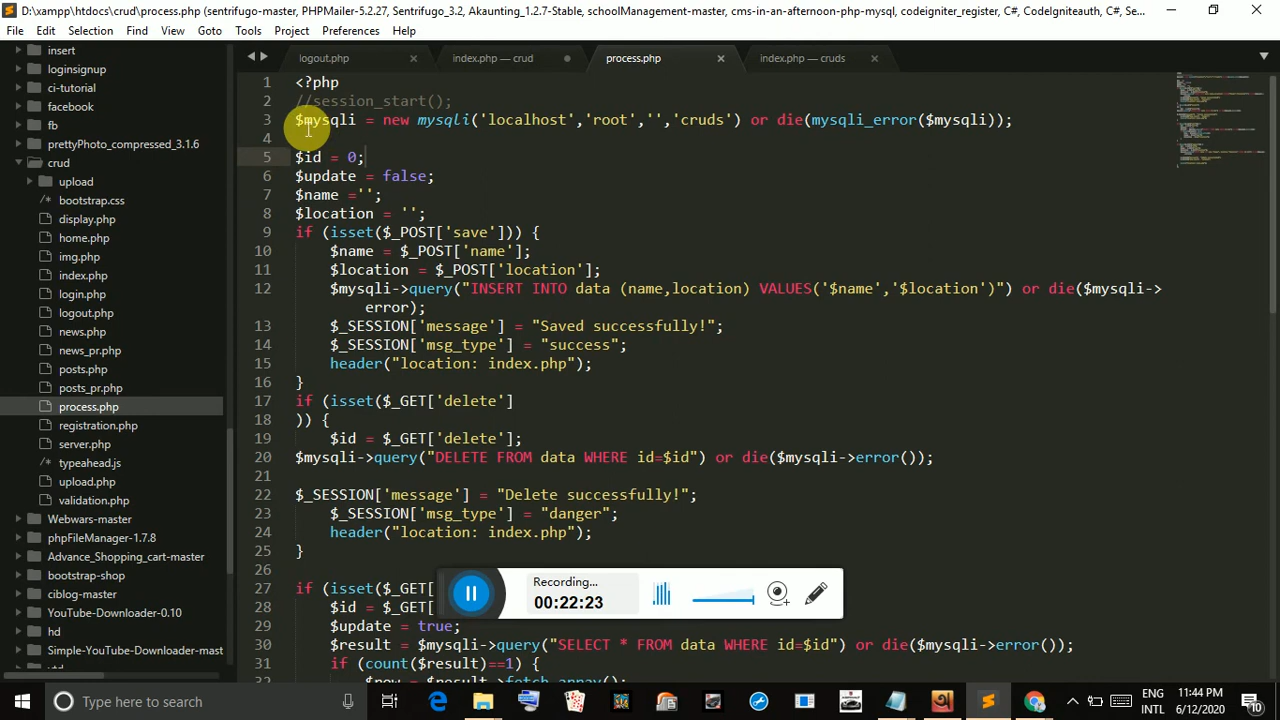 D:\xampp\htdocs\crud\process.php (sentrifugo-master, PHPMailer-5.2.27, Sentrifugo_3.2, Akaunting_1.2.7-Stable, schoolManagement-master, cms-in-an-afternoon-php-mysql, codeigniter_register, C#, CodeIgniteauth, C#, Se...
File Edit Selection Find View Goto Tools Project Preferences Help
logout.php index.php — crud process.php index.php — cruds
insert
loginsignup
ci-tutorial
facebook
fb
prettyPhoto_compressed_3.1.6
crud
upload
bootstrap.css
display.php
home.php
img.php
index.php
login.php
logout.php
news.php
news_pr.php
posts.php
posts_pr.php
process.php
registration.php
server.php
typeahead.js
upload.php
validation.php
Webwars-master
phpFileManager-1.7.8
Advance_Shopping_cart-master
bootstrap-shop
ciblog-master
YouTube-Downloader-0.10
hd
Simple-YouTube-Downloader-mast
1 <?php
2 //session_start();
3 $mysqli = new mysqli('localhost','root','','cruds') or die(mysqli_error($mysqli));
4
5 $id = 0;
6 $update = false;
7 $name ='';
8 $location = '';
9 if (isset($_POST['save'])) {
10 $name = $_POST['name'];
11 $location = $_POST['location'];
12 $mysqli->query("INSERT INTO data (name,location) VALUES('$name','$location')") or die($mysqli->
error);
13 $_SESSION['message'] = "Saved successfully!";
14 $_SESSION['msg_type'] = "success";
15 header("location: index.php");
16 }
17 if (isset($_GET['delete']
18 )) {
19 $id = $_GET['delete'];
20 $mysqli->query("DELETE FROM data WHERE id=$id") or die($mysqli->error());
21
22 $_SESSION['message'] = "Delete successfully!";
23 $_SESSION['msg_type'] = "danger";
24 header("location: index.php");
25 }
26
27 if (isset($_GET[
28 $id = $_GET[
29 $update = true;
30 $result = $mysqli->query("SELECT * FROM data WHERE id=$id") or die($mysqli->error());
31 if (count($result)==1) {
32 $row = $result->fetch_array();
Recording...
00:22:23
Type here to search
ENG
INTL
11:44 PM
6/12/2020
10